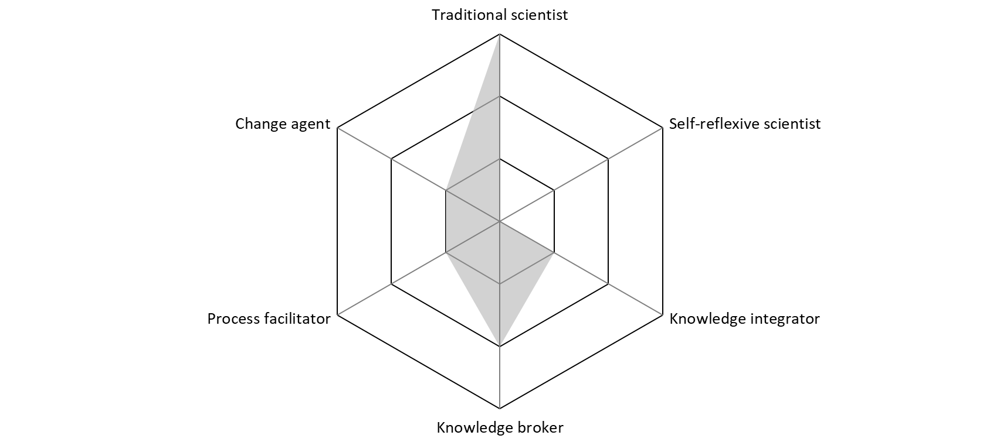 Traditional scientist
Change agent
Self-reflexive scientist
Process facilitator
Knowledge integrator
Knowledge broker